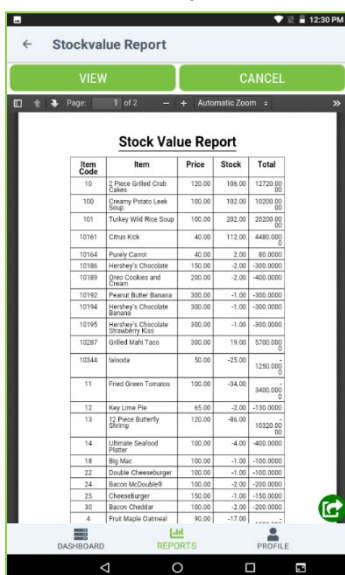 12:30 PM
Stockvalue Report
VIEW CANCEL
Page: 1 of 2 − + Automatic Zoom
Stock Value Report
Item Code Item Price Stock Total
10 2 Piece Grilled Crab Cakes 120.00 106.00 12720.0000
100 Creamy Potato Leek Soup 100.00 102.00 10200.0000
101 Turkey Wild Rice Soup 100.00 202.00 20200.0000
10161 Citrus Kick 40.00 112.00 4480.0000
10164 Purely Carrot 40.00 2.00 80.0000
10186 Hershey's Chocolate 150.00 -2.00 -300.0000
10189 Oreo Cookies and Cream 200.00 -2.00 -400.0000
10192 Peanut Butter Banana 300.00 -1.00 -300.0000
10194 Hershey's Chocolate Banana 300.00 -1.00 -300.0000
10195 Hershey's Chocolate Strawberry Kiss 300.00 -1.00 -300.0000
10287 Grilled Mahi Taco 300.00 19.00 5700.0000
10344 falooda 50.00 -25.00 -1250.0000
11 Fried Green Tomatos 100.00 -34.00 -3400.0000
12 Key Lime Pie 65.00 -2.00 -130.0000
13 12 Piece Butterfly Shrimp 120.00 -86.00 -10320.0000
14 Ultimate Seafood Platter 100.00 -4.00 -400.0000
18 Big Mac 100.00 -1.00 -100.0000
22 Double Cheeseburger 100.00 -1.00 -100.0000
24 Bacon McDouble® 100.00 -2.00 -200.0000
25 Cheeseburger 150.00 -1.00 -150.0000
30 Bacon Cheddar 100.00 -2.00 -200.0000
4 Fruit Maple Oatmeal 90.00 -17.00
DASHBOARD REPORTS PROFILE